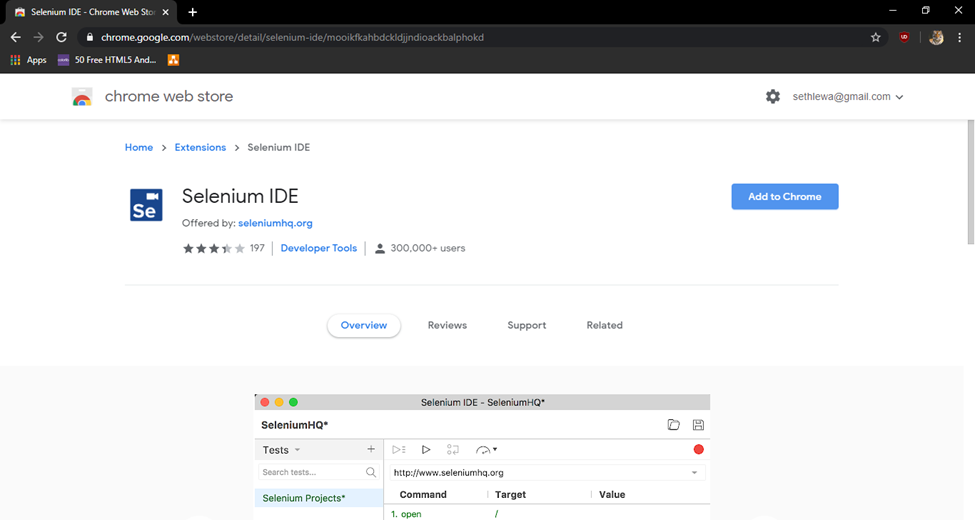 Selenium IDE - Chrome Web Sto
chrome.google.com/webstore/detail/selenium-ide/mooikfkahbdckldjjndioackbalphokd
Apps 50 Free HTML5 And...
chrome web store
sethlewa@gmail.com
Home > Extensions > Selenium IDE
Se
Selenium IDE
Add to Chrome
Offered by: seleniumhq.org
197 Developer Tools 300,000+ users
Overview Reviews Support Related
Selenium IDE - SeleniumHQ*
SeleniumHQ*
Tests
Search tests...
http://www.seleniumhq.org
Selenium Projects*
Command Target Value
1. open /